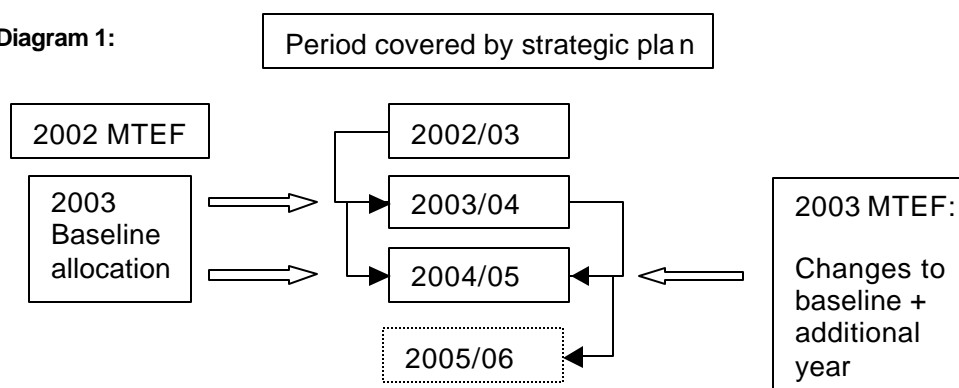 Diagram 1:
Period covered by strategic plan
2002 MTEF
2003
Baseline
allocation
2002/03
2003/04
2004/05
2005/06
2003 MTEF:
Changes to
baseline +
additional
year